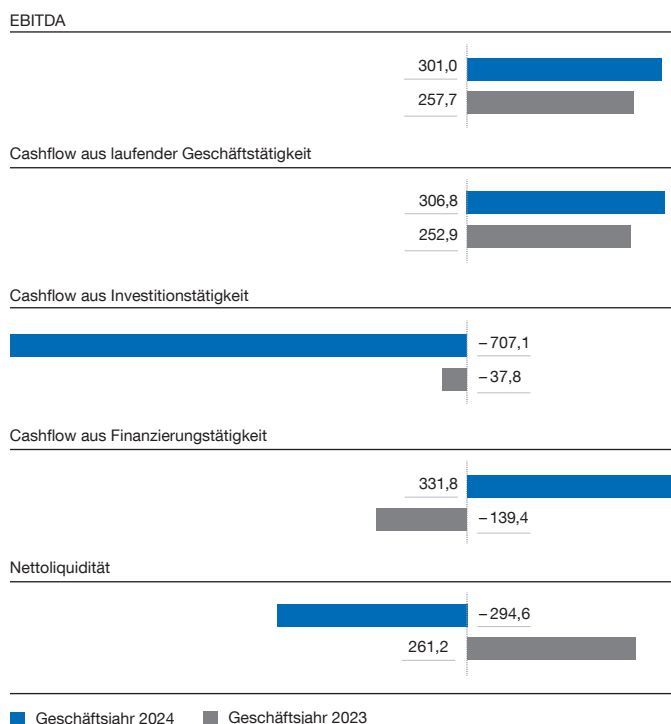 EBITDA
301,0
257,7
Cashflow aus laufender Geschäftstätigkeit
306,8
252,9
Cashflow aus Investitionstätigkeit
–707,1
–37,8
Cashflow aus Finanzierungstätigkeit
331,8
–139,4
Nettoliquidität
–294,6
261,2
Geschäftsjahr 2024 Geschäftsjahr 2023